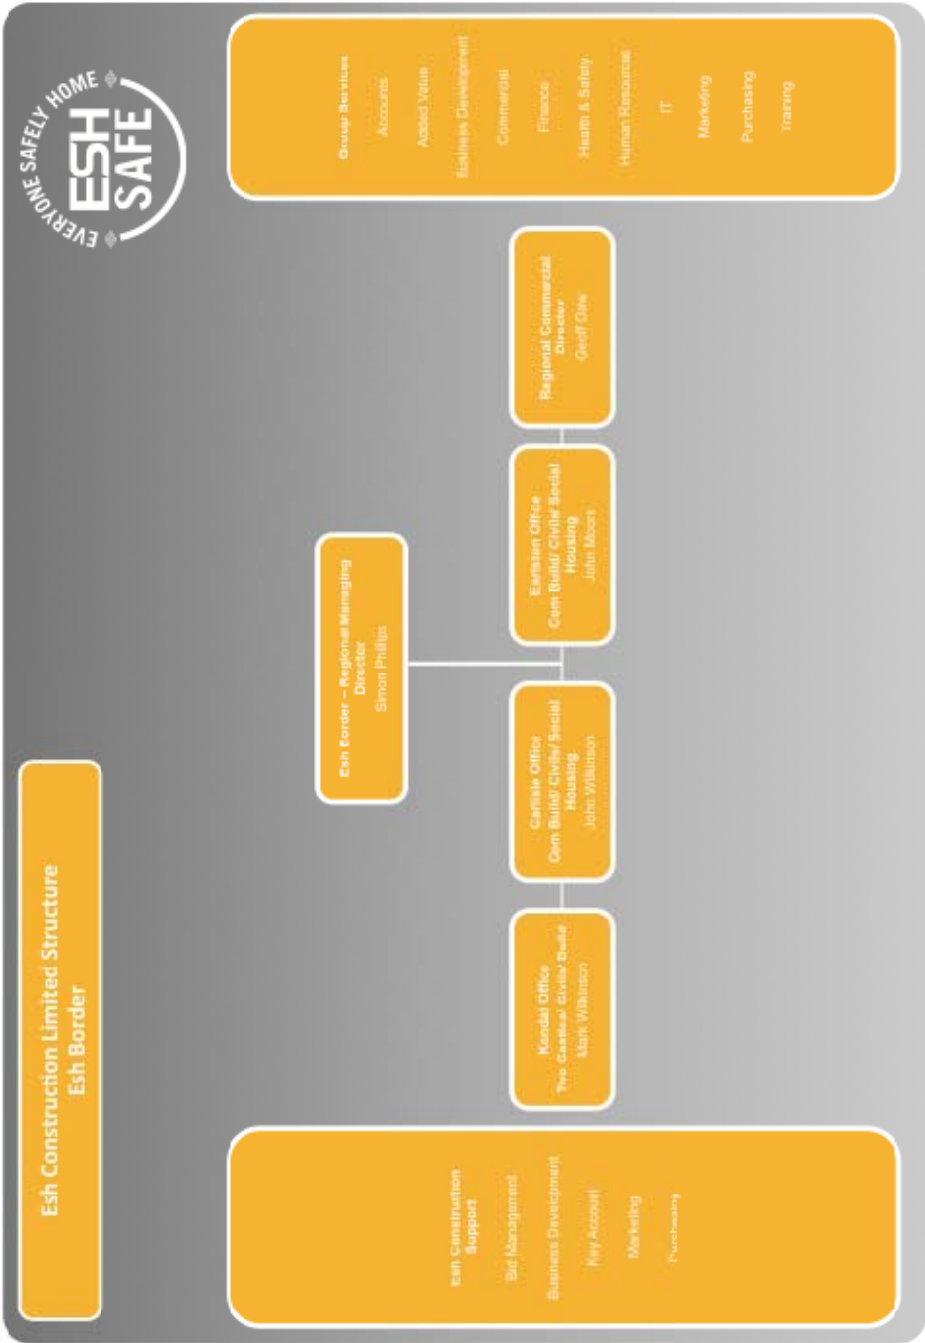 Esh Construction Limited Structure
Esh Border
EVERYONE SAFELY HOME
ESH
SAFE
Esh Border – Regional Managing
Director
Simon Phillips
Kendal Office
Two Castles/ Civils/ Build
Mark Wilkinson
Carlisle Office
Com Build/ Civils/ Social
Housing
John Wilkinson
Earlston Office
Com Build/ Civils/ Social
Housing
John
Regional Commercial
Director
Geoff
Esh Construction
Support
Bid Management
Business Development
Key Account
Marketing
Purchasing
Group Services
Accounts
Added Value
Business Development
Commercial
Finance
Health & Safety
Human Resources
IT
Marketing
Purchasing
Training